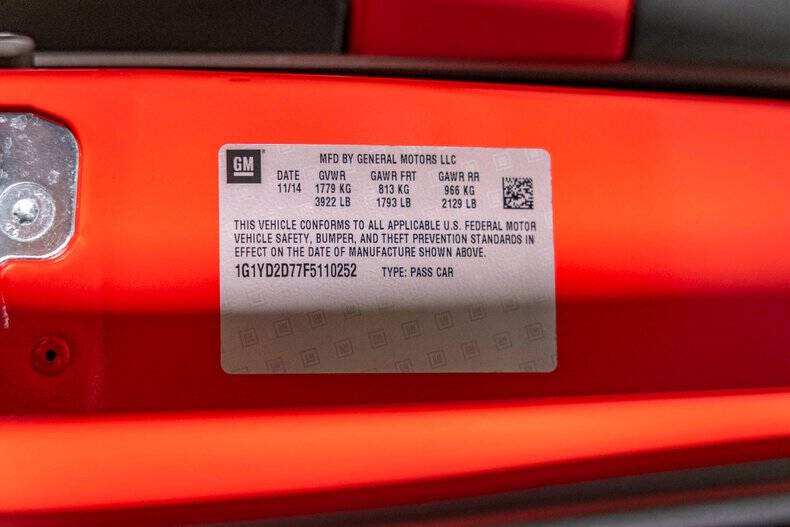 GM
MFD BY GENERAL MOTORS LLC
DATE GVWR GAWR FRT GAWR RR
11/14 1779 KG 813 KG 966 KG
3922 LB 1793 LB 2129 LB
THIS VEHICLE CONFORMS TO ALL APPLICABLE U.S. FEDERAL MOTOR
VEHICLE SAFETY, BUMPER, AND THEFT PREVENTION STANDARDS IN
EFFECT ON THE DATE OF MANUFACTURE SHOWN ABOVE.
1G1YD2D77F5110252 TYPE: PASS CAR